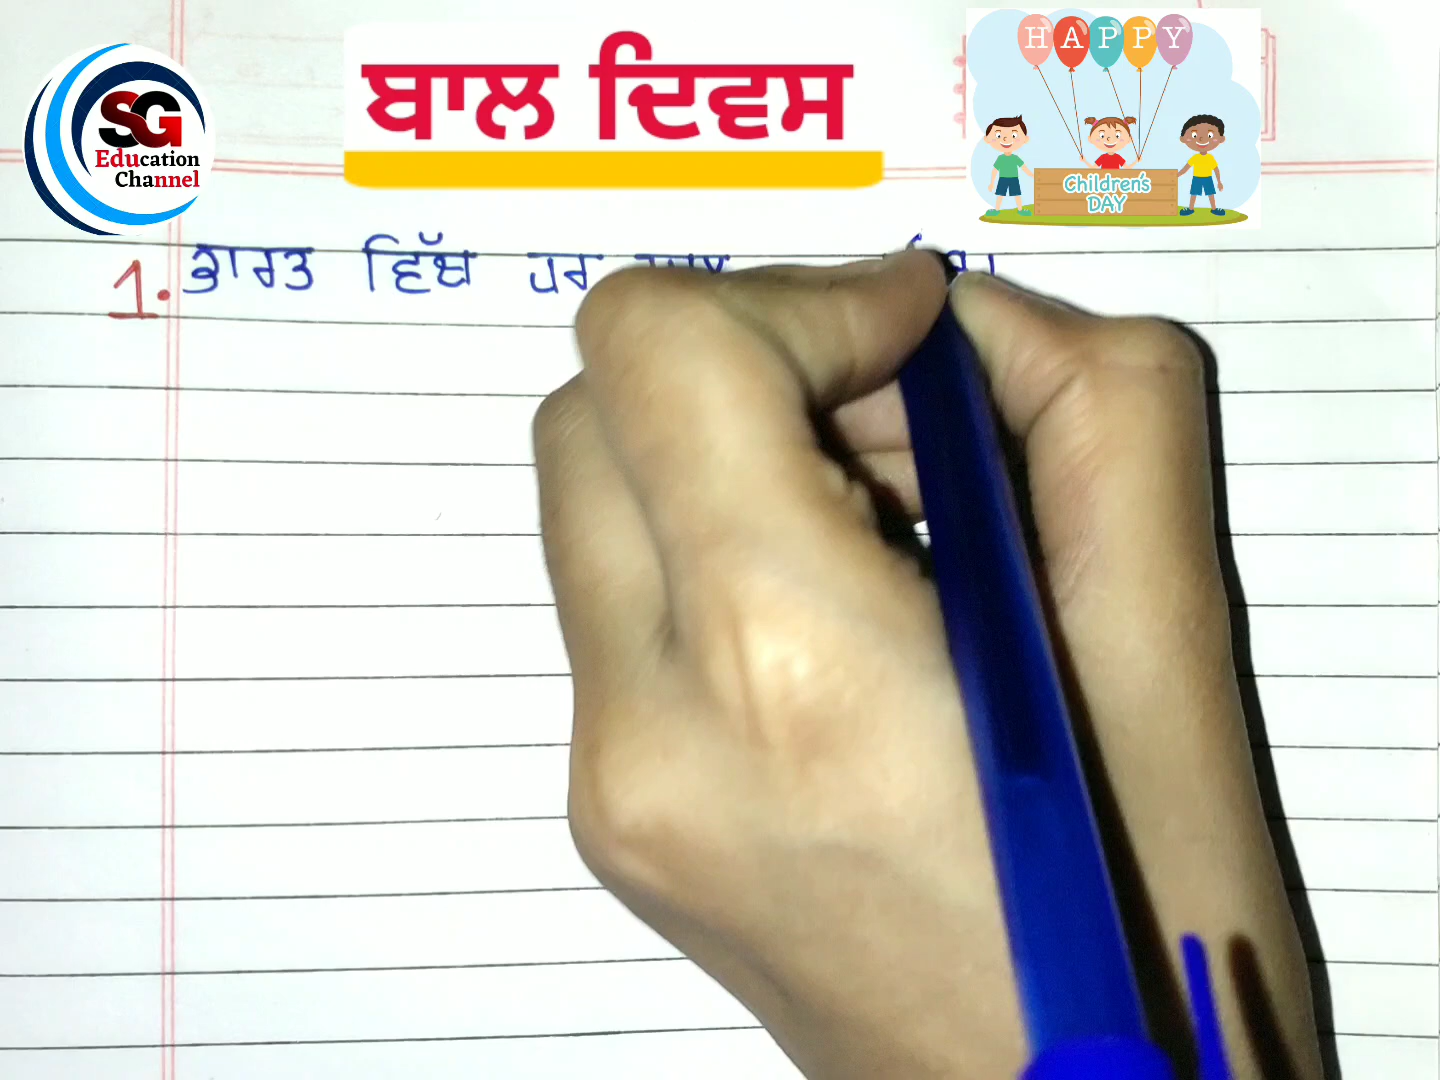 SG
Education
Channel
ਬਾਲ ਦਿਵਸ
HAPPY
Children's
DAY
1. ਭਾਰਤ ਵਿੱਚ ਹਰ